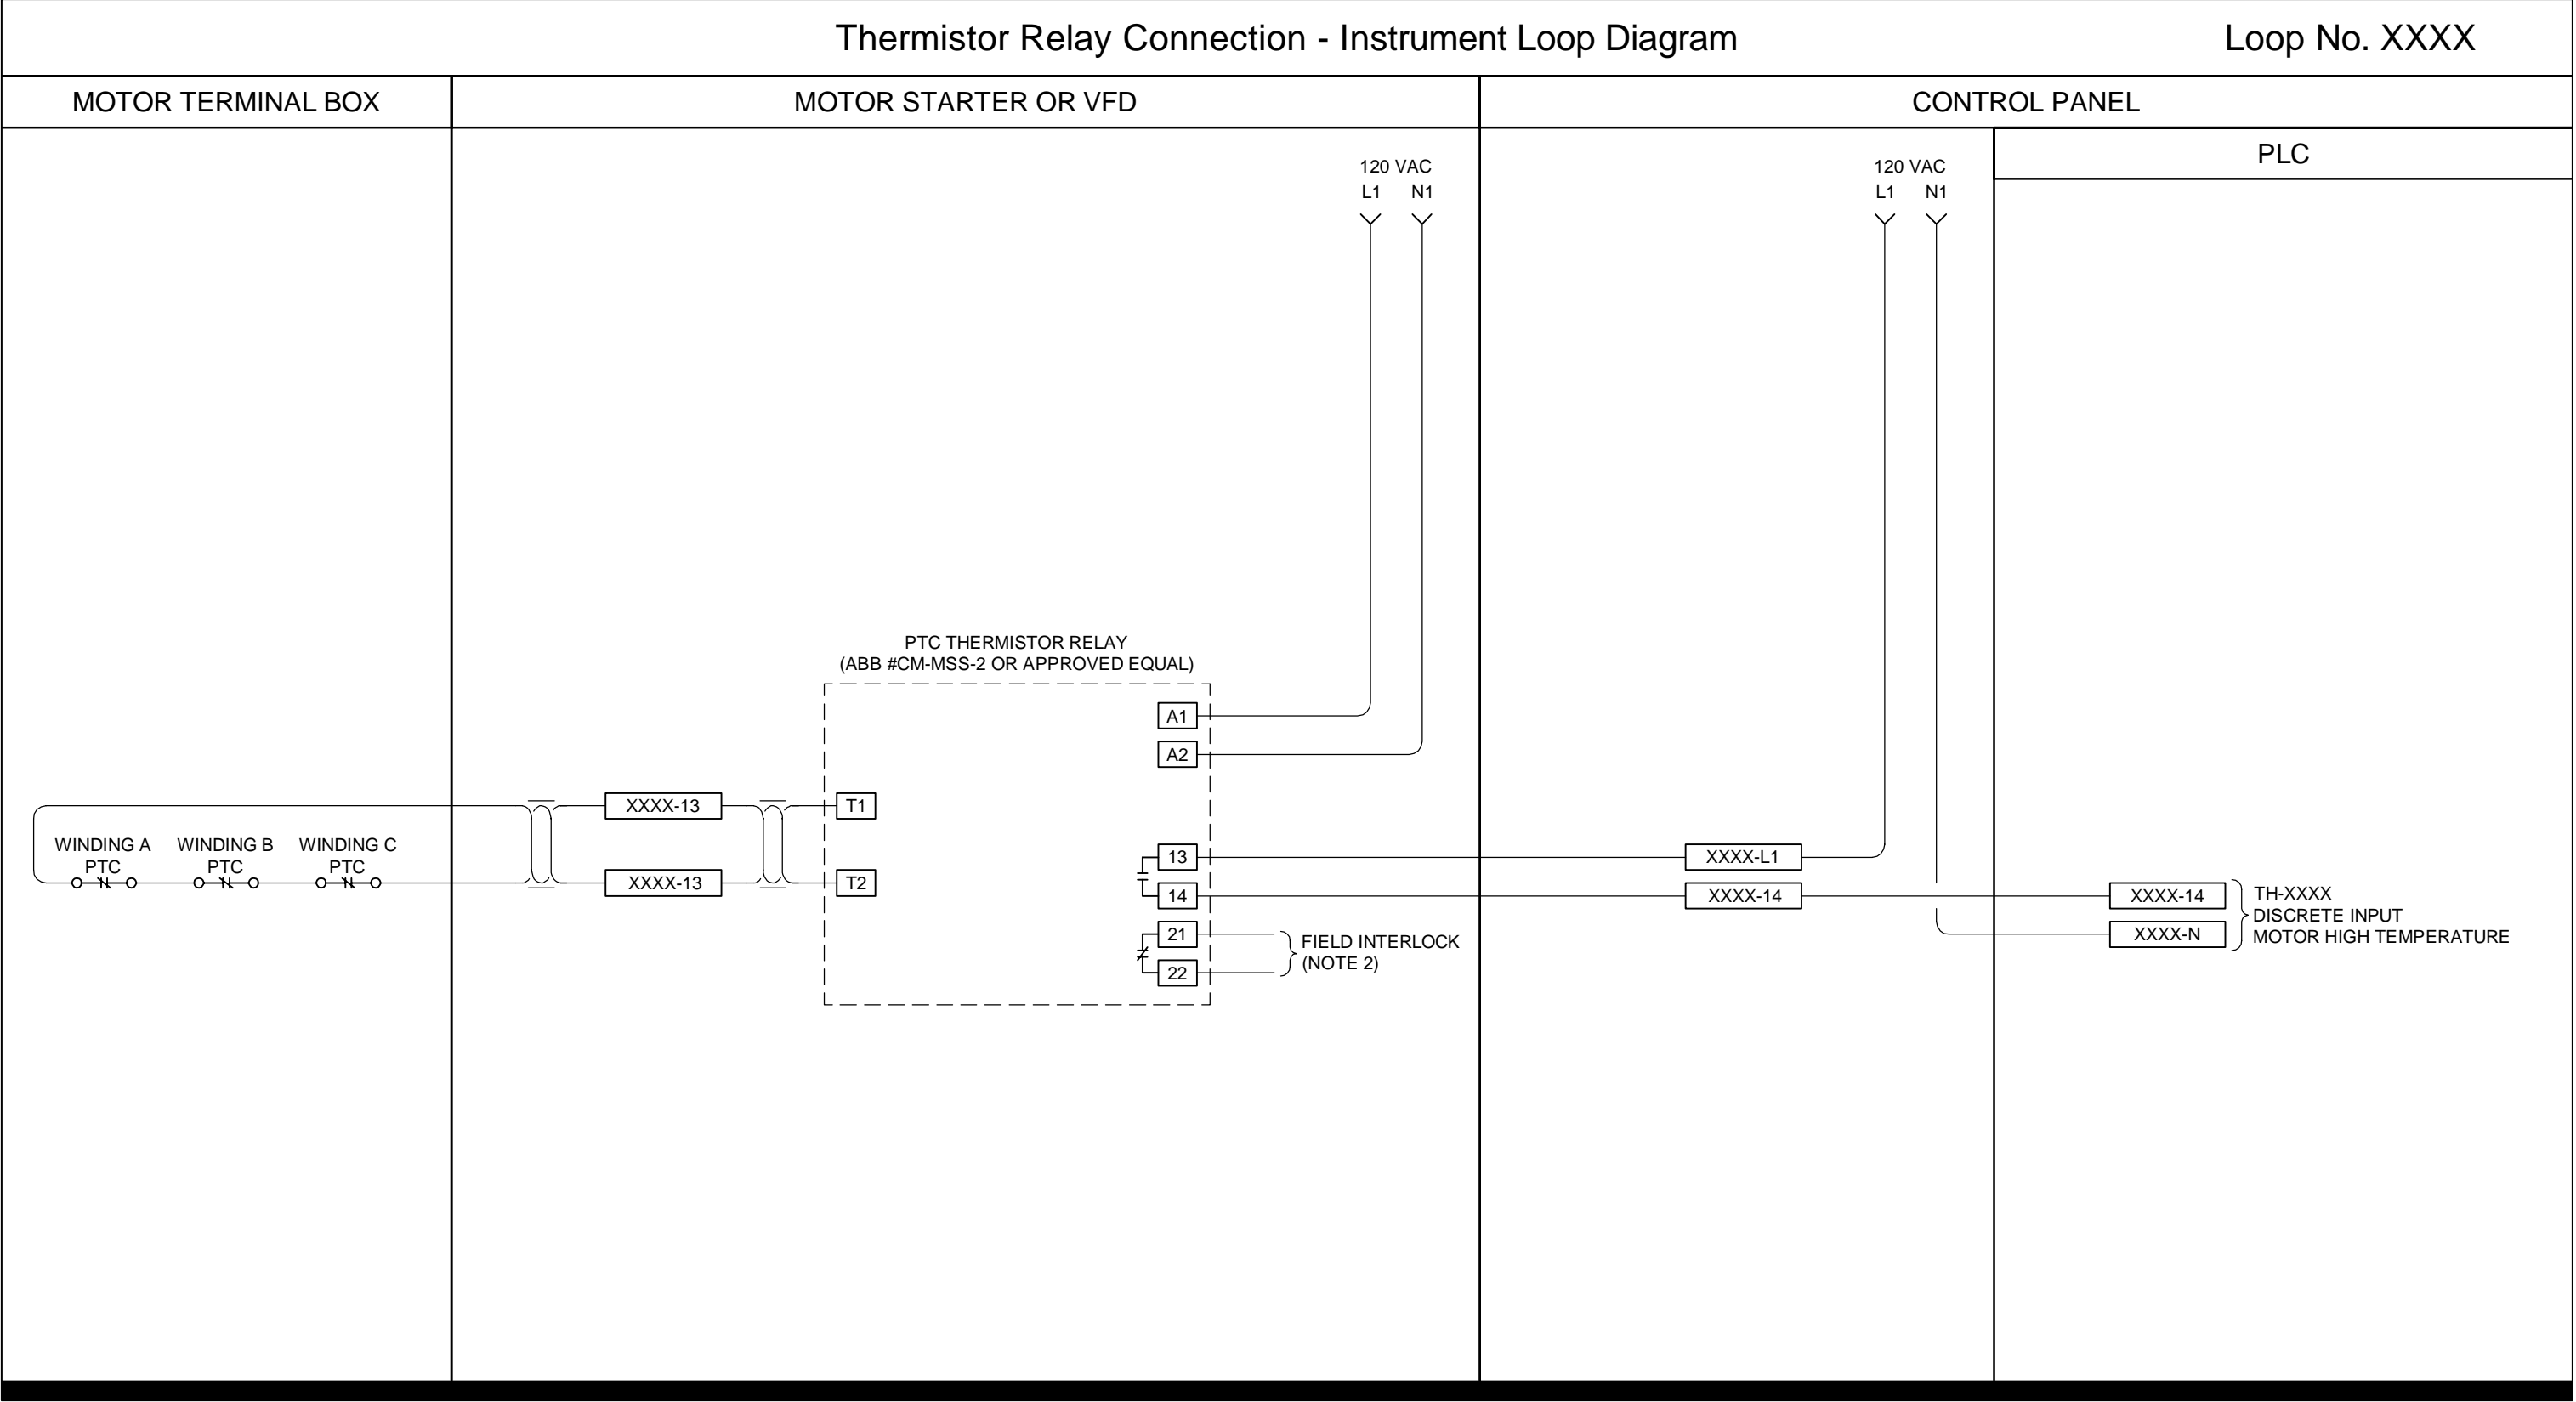 Thermistor Relay Connection - Instrument Loop Diagram
Loop No. XXXX
MOTOR TERMINAL BOX
MOTOR STARTER OR VFD
CONTROL PANEL
PLC
120 VAC
L1 N1
120 VAC
L1 N1
PTC THERMISTOR RELAY
(ABB #CM-MSS-2 OR APPROVED EQUAL)
A1
A2
XXXX-13
T1
WINDING A
PTC
WINDING B
PTC
WINDING C
PTC
XXXX-13
T2
13
XXXX-L1
14
XXXX-14
XXXX-14
XXXX-N
TH-XXXX
DISCRETE INPUT
MOTOR HIGH TEMPERATURE
21
22
FIELD INTERLOCK
(NOTE 2)